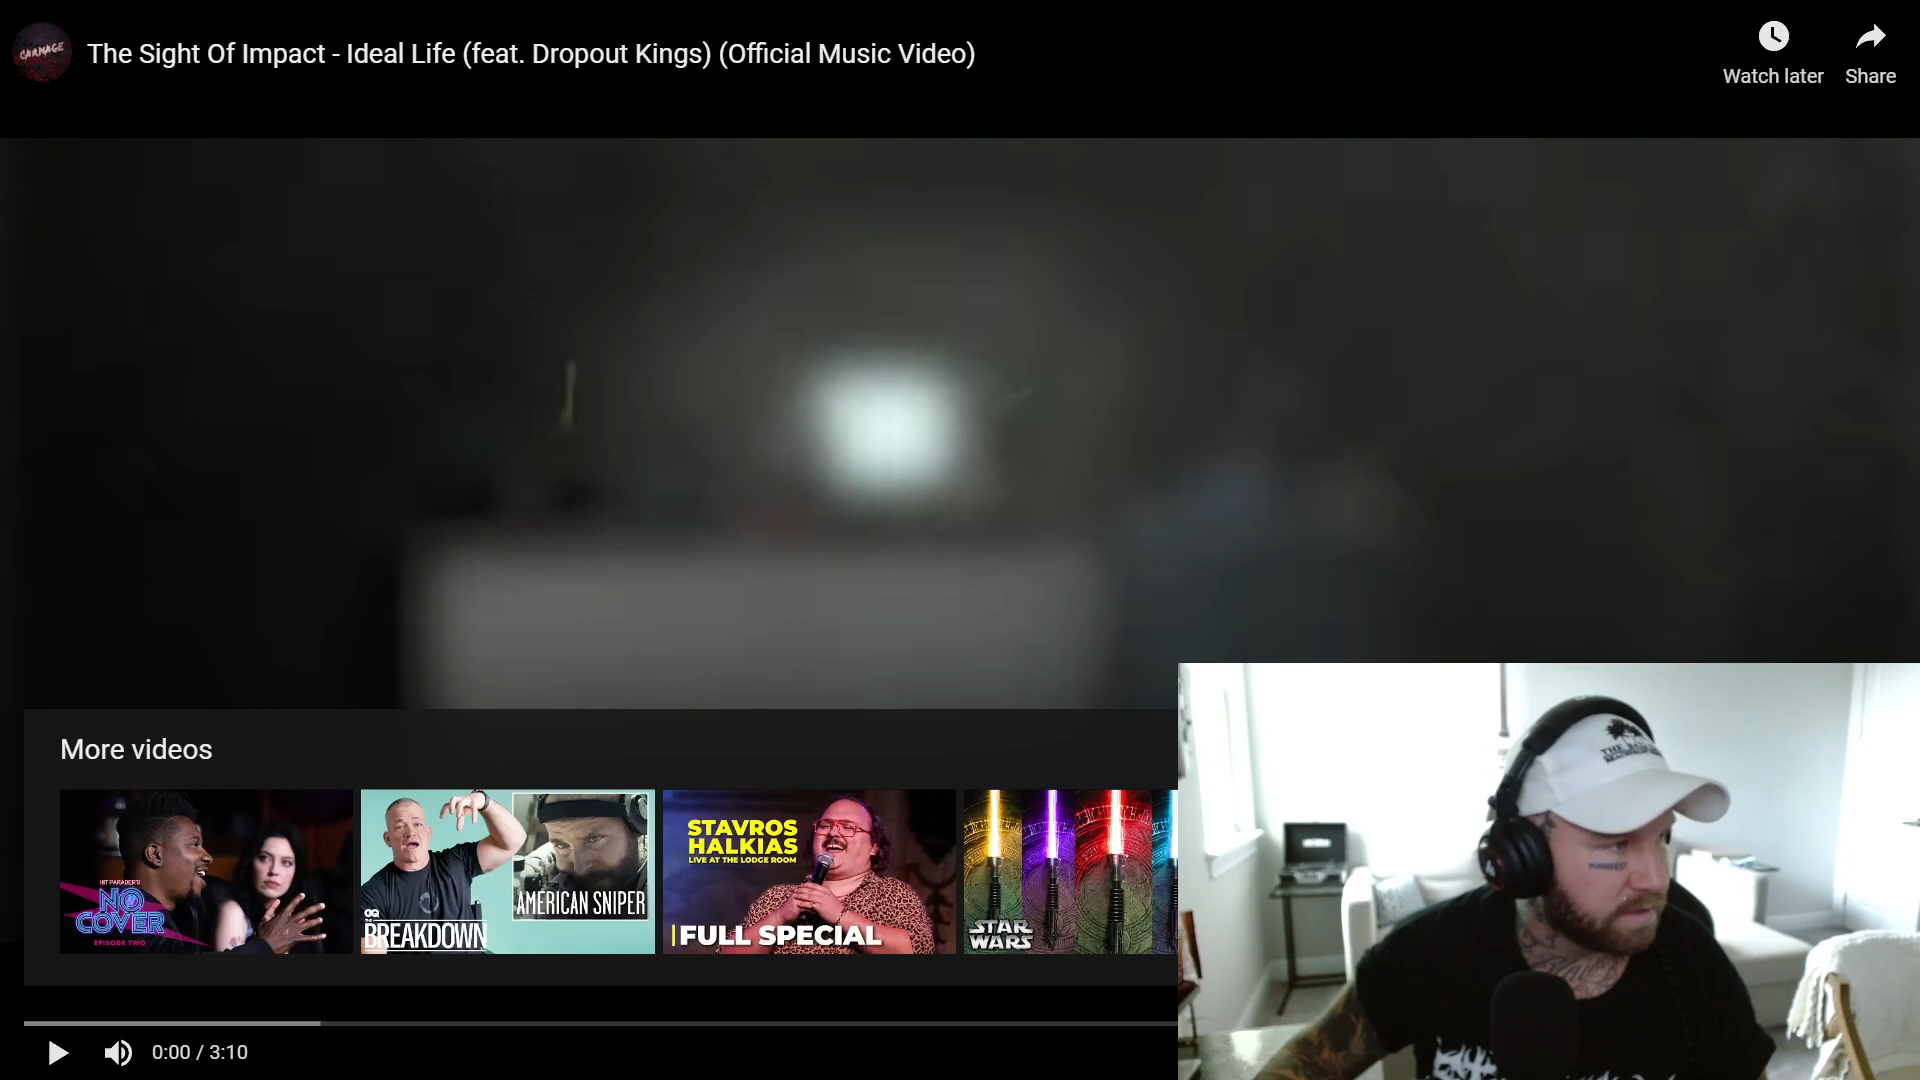 CARNAGE
The Sight Of Impact - Ideal Life (feat. Dropout Kings) (Official Music Video)
Watch later
Share
More videos
HIT PARADER'S
NO
COVER
EPISODE TWO
GQ
THE
BREAKDOWN
AMERICAN SNIPER
STAVROS
HALKIAS
LIVE AT THE LODGE ROOM
FULL SPECIAL
STAR
WARS
0:00 / 3:10